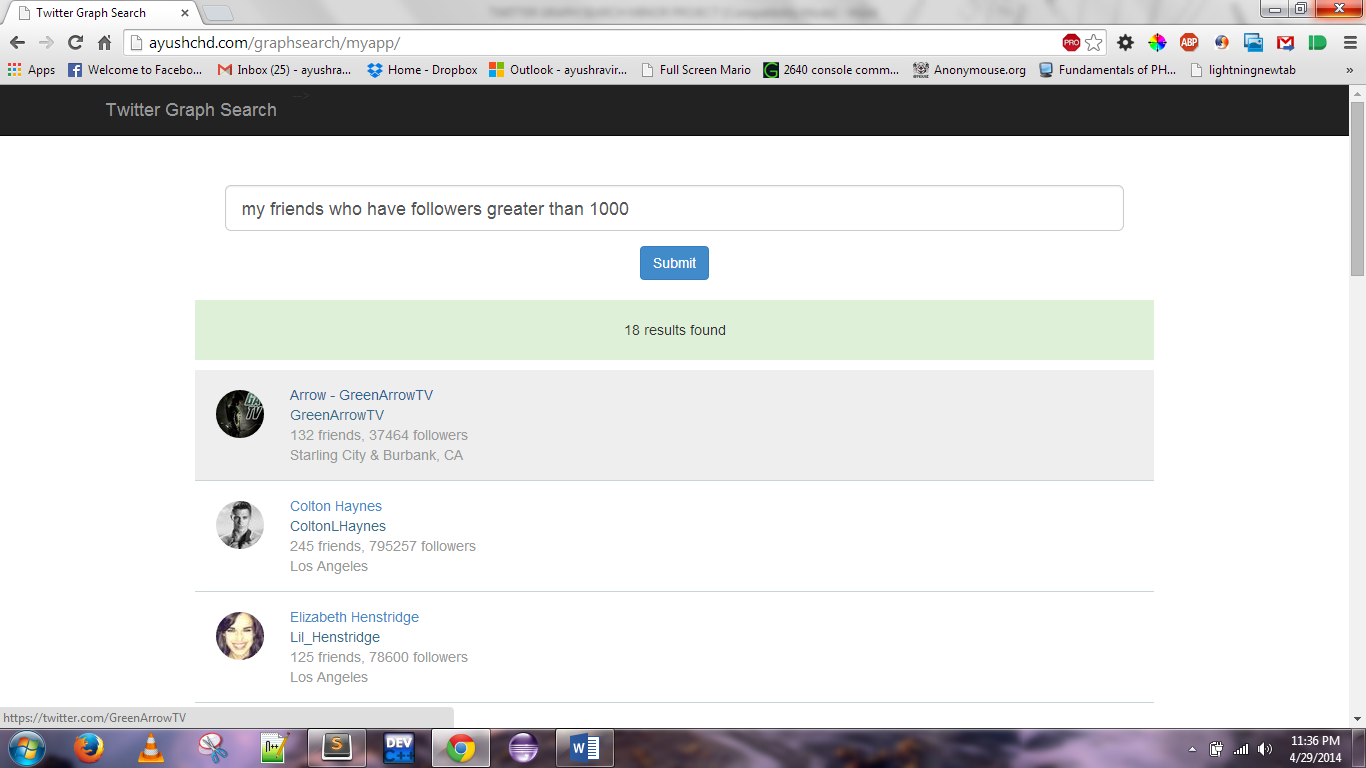 Twitter Graph Search
ayushchd.com/graphsearch/myapp/
PRO
ABP
Apps
Welcome to Facebo...
Inbox (25) - ayushra...
Home - Dropbox
Outlook - ayushravir...
Full Screen Mario
2640 console comm...
Anonymouse.org
Fundamentals of PH...
lightningnewtab
»
Twitter Graph Search
-->
my friends who have followers greater than 1000
Submit
18 results found
Arrow - GreenArrowTV
GreenArrowTV
132 friends, 37464 followers
Starling City & Burbank, CA
Colton Haynes
ColtonLHaynes
245 friends, 795257 followers
Los Angeles
Elizabeth Henstridge
Lil_Henstridge
125 friends, 78600 followers
Los Angeles
https://twitter.com/GreenArrowTV
DEV
C++
11:36 PM
4/29/2014